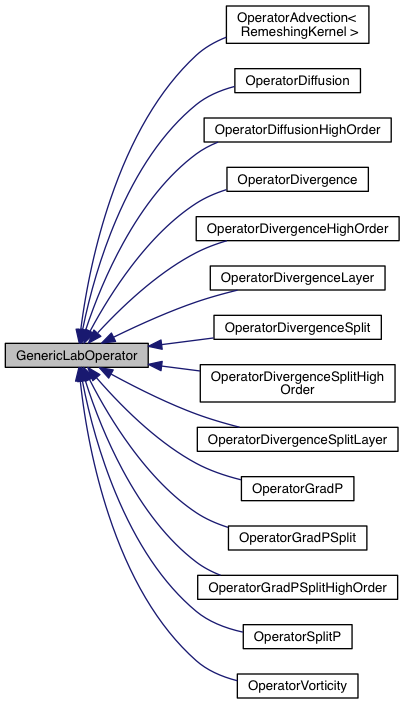 OperatorAdvection<
RemeshingKernel >
OperatorDiffusion
OperatorDiffusionHighOrder
OperatorDivergence
OperatorDivergenceHighOrder
OperatorDivergenceLayer
OperatorDivergenceSplit
GenericLabOperator
OperatorDivergenceSplitHigh
Order
OperatorDivergenceSplitLayer
OperatorGradP
OperatorGradPSplit
OperatorGradPSplitHighOrder
OperatorSplitP
OperatorVorticity